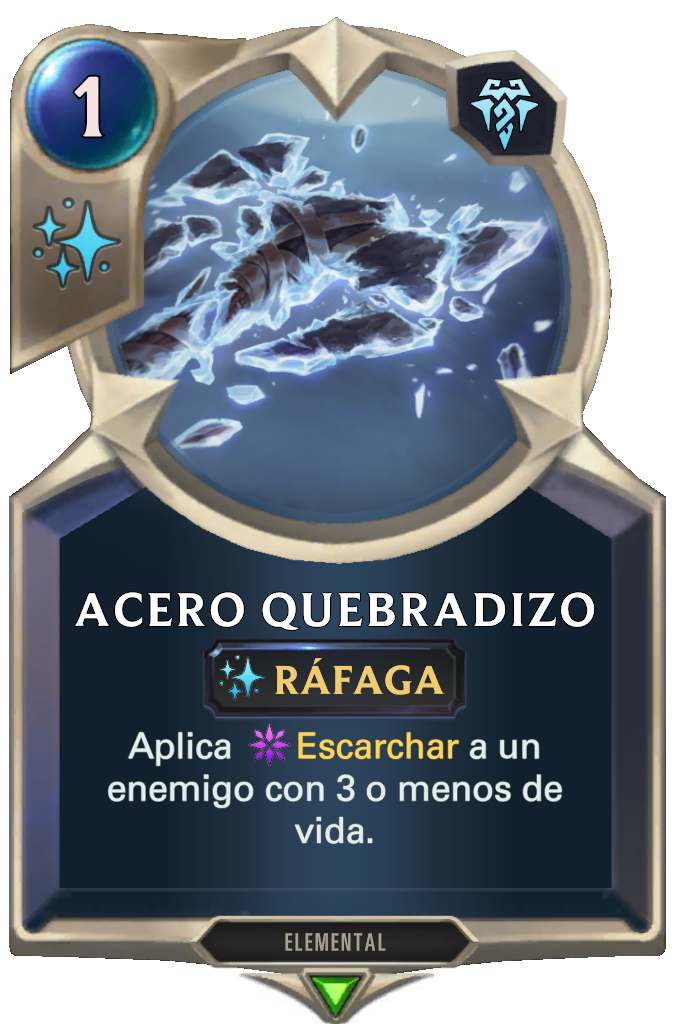 1
ACERO QUEBRADIZO
RÁFAGA
Aplica Escarchar a un
enemigo con 3 o menos de
vida.
ELEMENTAL